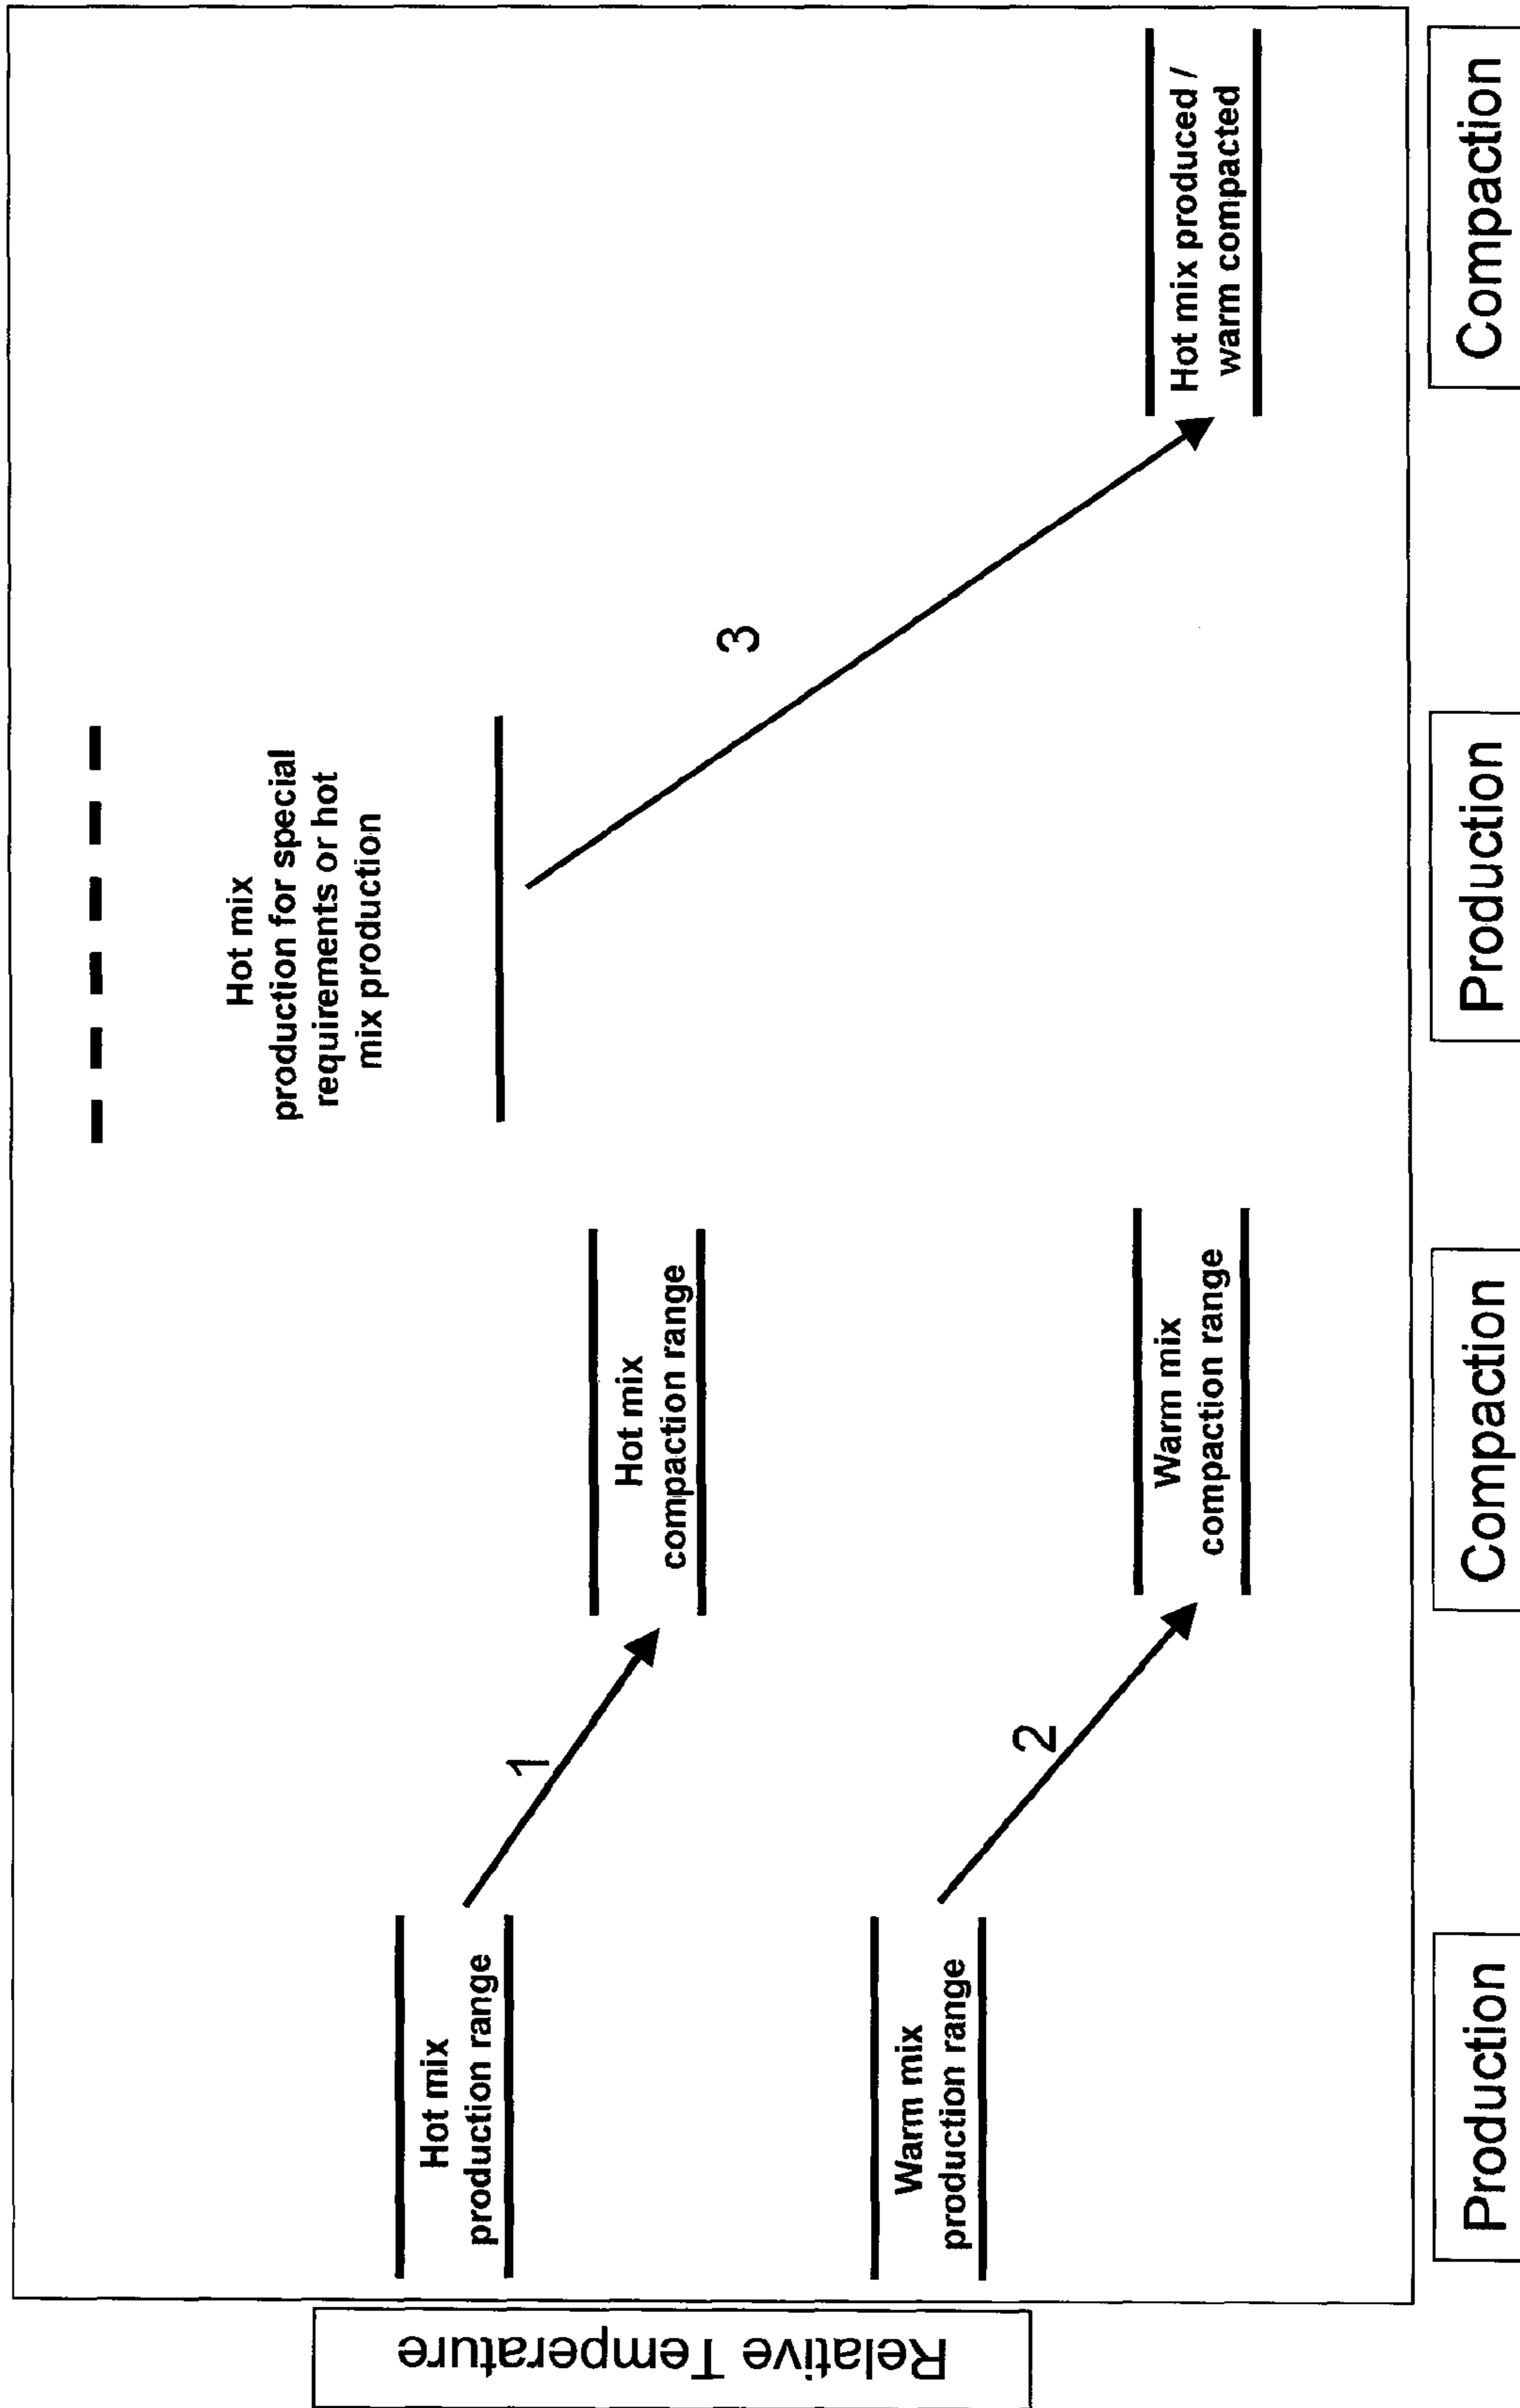 Relative Temperature
Hot mix
production range
1
Hot mix
compaction range
Warm mix
production range
2
Warm mix
compaction range
Hot mix
production for special
requirements or hot
mix production
3
Hot mix produced /
warm compacted
Production
Compaction
Production
Compaction